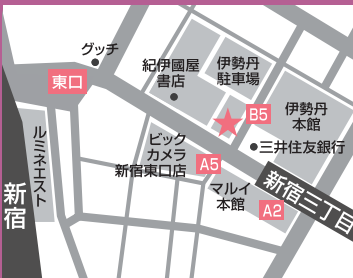 グッチ
東口
紀伊國屋
書店
伊勢丹
駐車場
B5
伊勢丹
本館
三井住友銀行
ビック
カメラ
新宿東口店
A5
ルミネエスト
新宿
マルイ
本館
A2
新宿三丁目